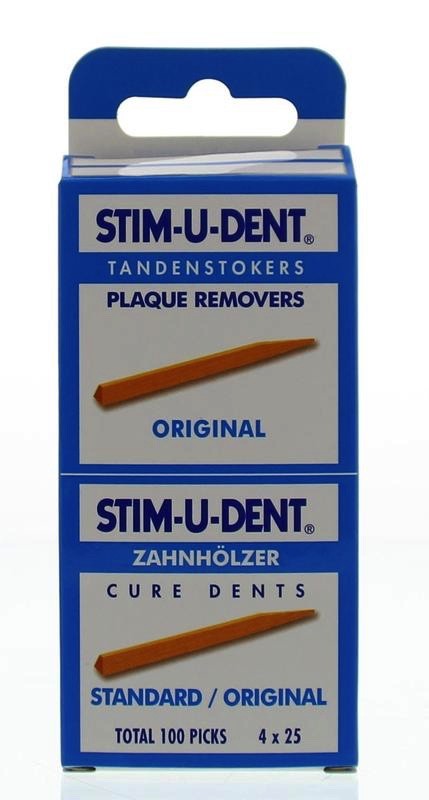 STIM-U-DENT®
TANDENSTOKERS
PLAQUE REMOVERS
ORIGINAL
STIM-U-DENT®
ZAHNHÖLZER
CURE DENTS
STANDARD / ORIGINAL
TOTAL 100 PICKS 4 x 25